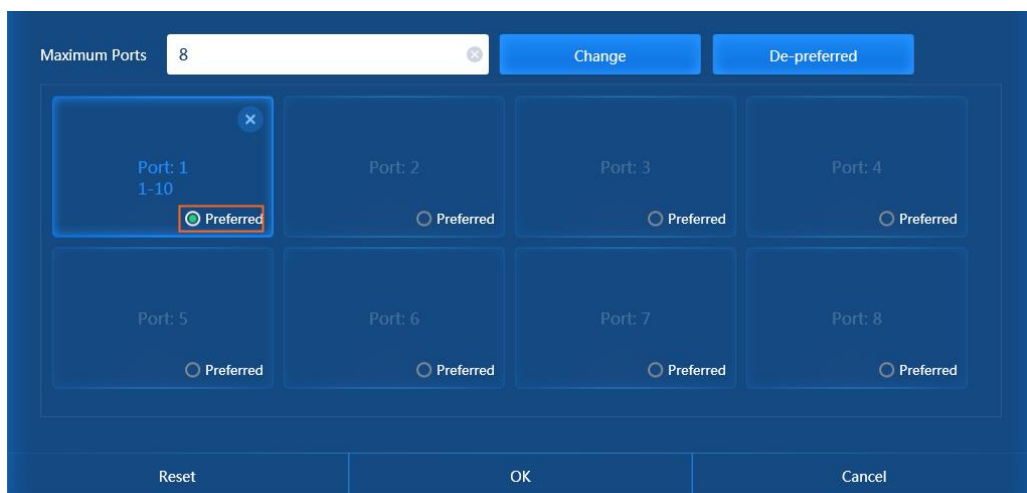 Maximum Ports 8 Change De-preferred
Port: 1
1-10
Preferred
Port: 2
Preferred
Port: 3
Preferred
Port: 4
Preferred
Port: 5
Preferred
Port: 6
Preferred
Port: 7
Preferred
Port: 8
Preferred
Reset OK Cancel